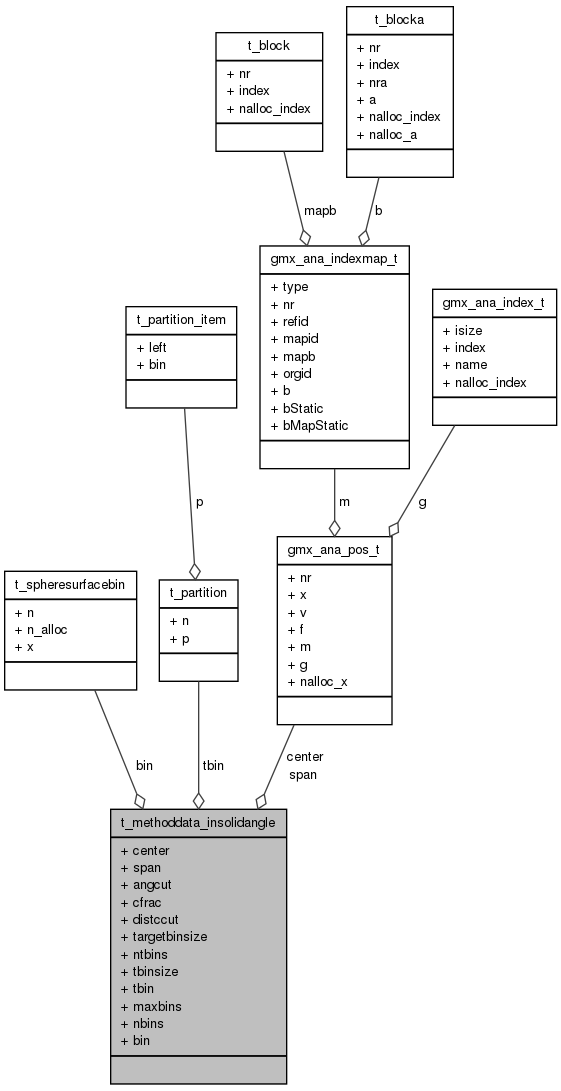 t_blocka
+ nr
+ index
+ nra
+ a
+ nalloc_index
+ nalloc_a
t_block
+ nr
+ index
+ nalloc_index
mapb
b
gmx_ana_indexmap_t
+ type
+ nr
+ refid
+ mapid
+ mapb
+ orgid
+ b
+ bStatic
+ bMapStatic
gmx_ana_index_t
+ isize
+ index
+ name
+ nalloc_index
t_partition_item
+ left
+ bin
p
m
g
gmx_ana_pos_t
+ nr
+ x
+ v
+ f
+ m
+ g
+ nalloc_x
t_spheresurfacebin
+ n
+ n_alloc
+ x
t_partition
+ n
+ p
bin
tbin
center
span
t_methoddata_insolidangle
+ center
+ span
+ angcut
+ cfrac
+ distccut
+ targetbinsize
+ ntbins
+ tbinsize
+ tbin
+ maxbins
+ nbins
+ bin